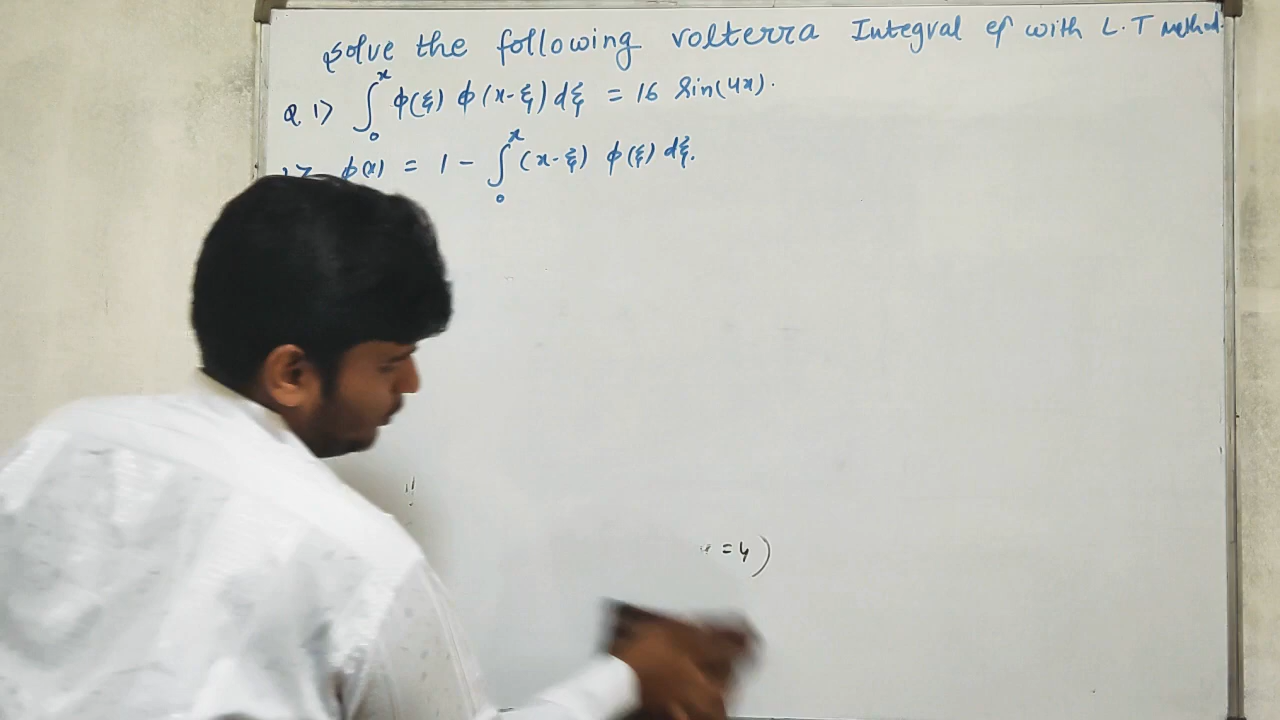 solve the following volterra Integral eq with L.T method.
Q.1) ∫₀ˣ ϕ(ξ) ϕ(x-ξ) dξ = 16 sin(4x).
ϕ(x) = 1 - ∫₀ˣ (x-ξ) ϕ(ξ) dξ.
=4)